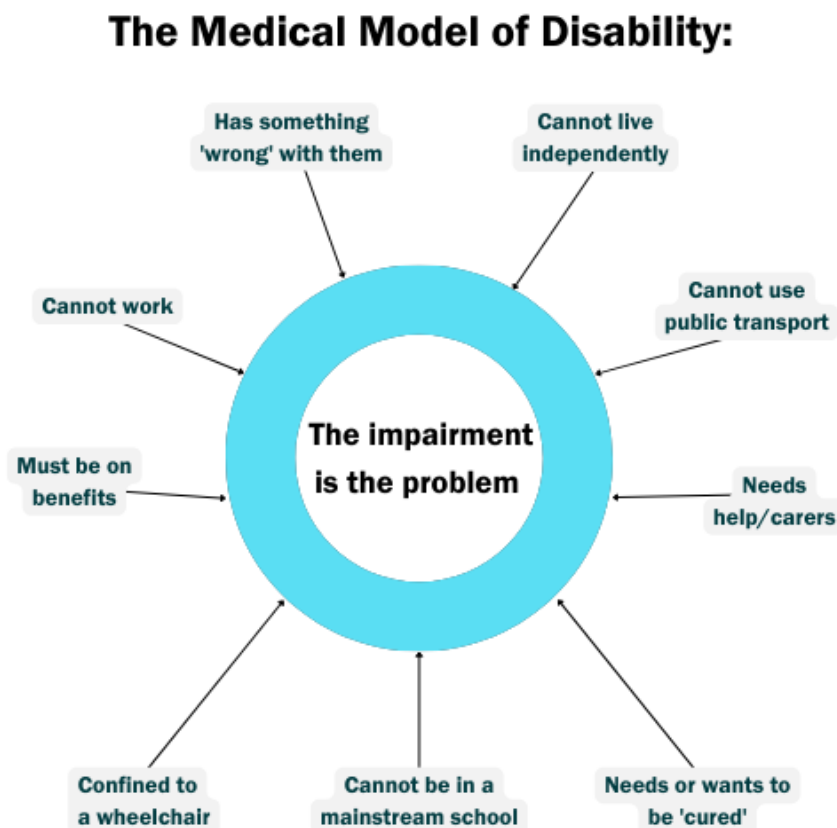 The Medical Model of Disability:
Has something
'wrong' with them
Cannot live
independently
Cannot use
public transport
Cannot work
The impairment
is the problem
Must be on
benefits
Needs
help/carers
Confined to
a wheelchair
Cannot be in a
mainstream school
Needs or wants to
be 'cured'